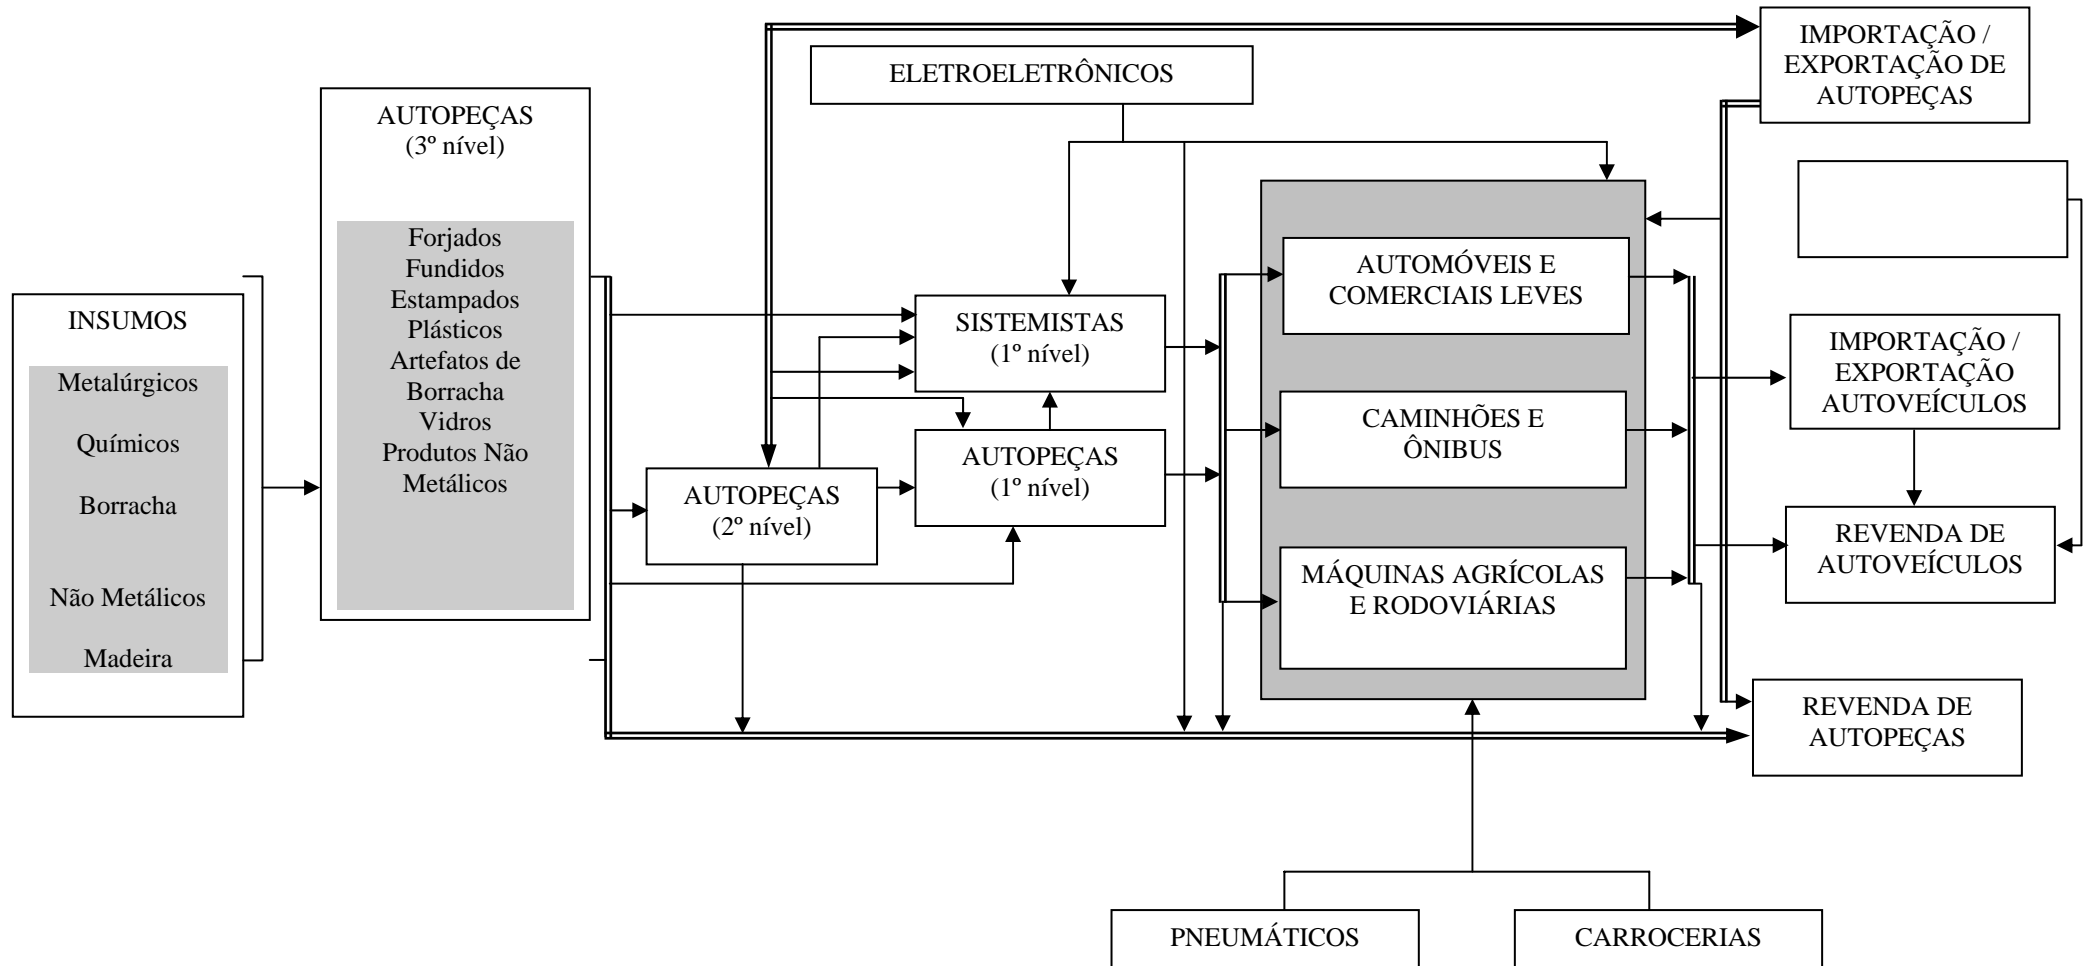 IMPORTAÇÃO /
EXPORTAÇÃO DE
AUTOPEÇAS
ELETROELETRÔNICOS
AUTOPEÇAS
(3º nível)
Forjados
Fundidos
Estampados
Plásticos
Artefatos de
Borracha
Vidros
Produtos Não
Metálicos
INSUMOS
Metalúrgicos
Químicos
Borracha
Não Metálicos
Madeira
SISTEMISTAS
(1º nível)
AUTOPEÇAS
(1º nível)
AUTOPEÇAS
(2º nível)
AUTOMÓVEIS E
COMERCIAIS LEVES
CAMINHÕES E
ÔNIBUS
MÁQUINAS AGRÍCOLAS
E RODOVIÁRIAS
IMPORTAÇÃO /
EXPORTAÇÃO
AUTOVEÍCULOS
REVENDA DE
AUTOVEÍCULOS
REVENDA DE
AUTOPEÇAS
PNEUMÁTICOS
CARROCERIAS